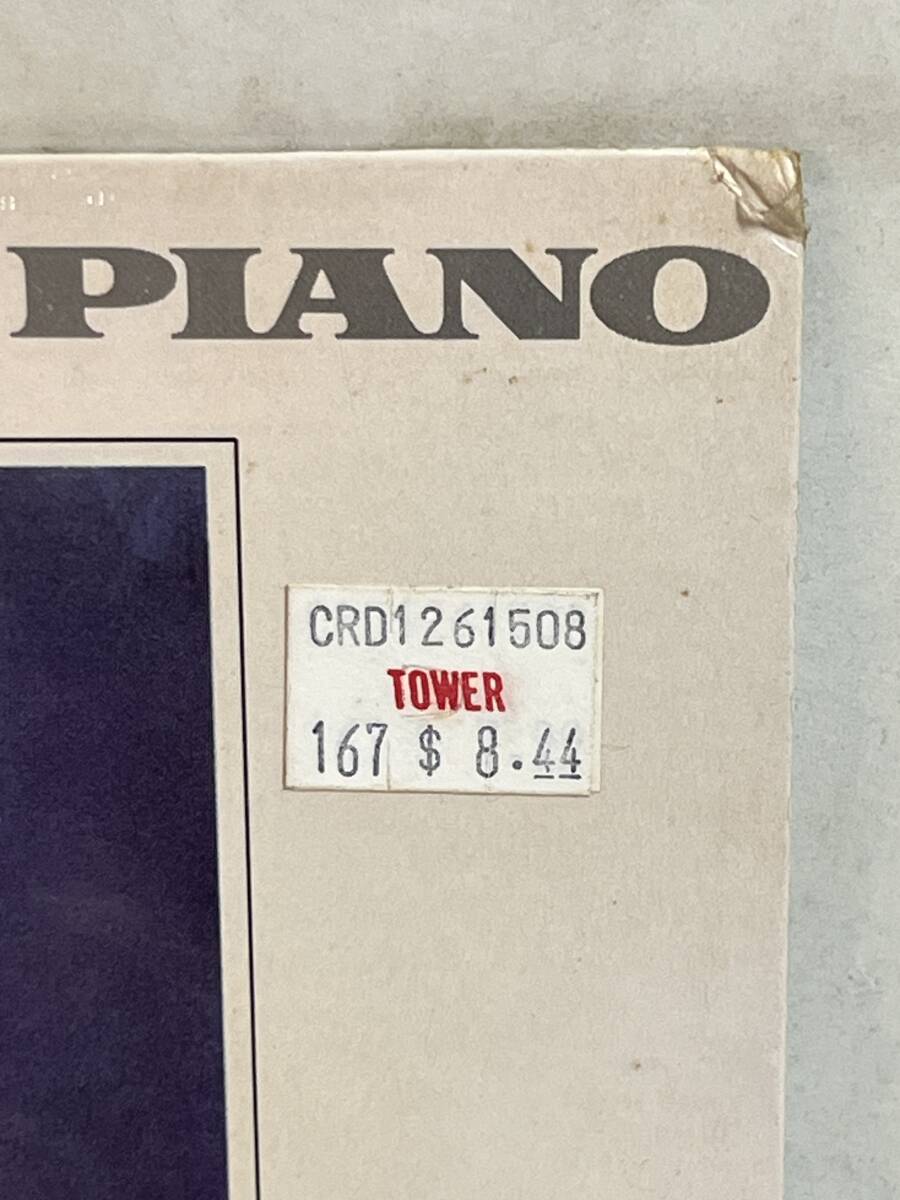 PIANO
CRD1261508
TOWER
167 $ 8.44